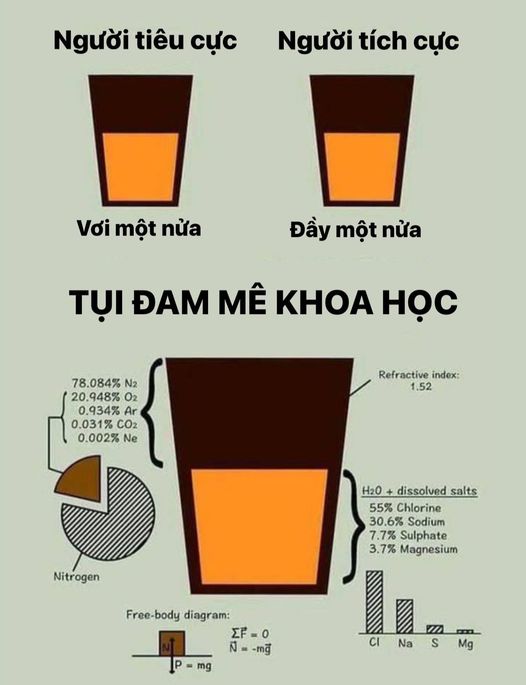 Người tiêu cực
Người tích cực
Vơi một nửa
Đầy một nửa
TỤI ĐAM MÊ KHOA HỌC
78.084% N₂
20.948% O₂
0.934% Ar
0.031% CO₂
0.002% Ne
Refractive index:
1.52
H₂O + dissolved salts
55% Chlorine
30.6% Sodium
7.7% Sulphate
3.7% Magnesium
Nitrogen
Cl Na S Mg
Free-body diagram:
N
P = mg
ΣF⃗ = 0
N⃗ = -mg⃗